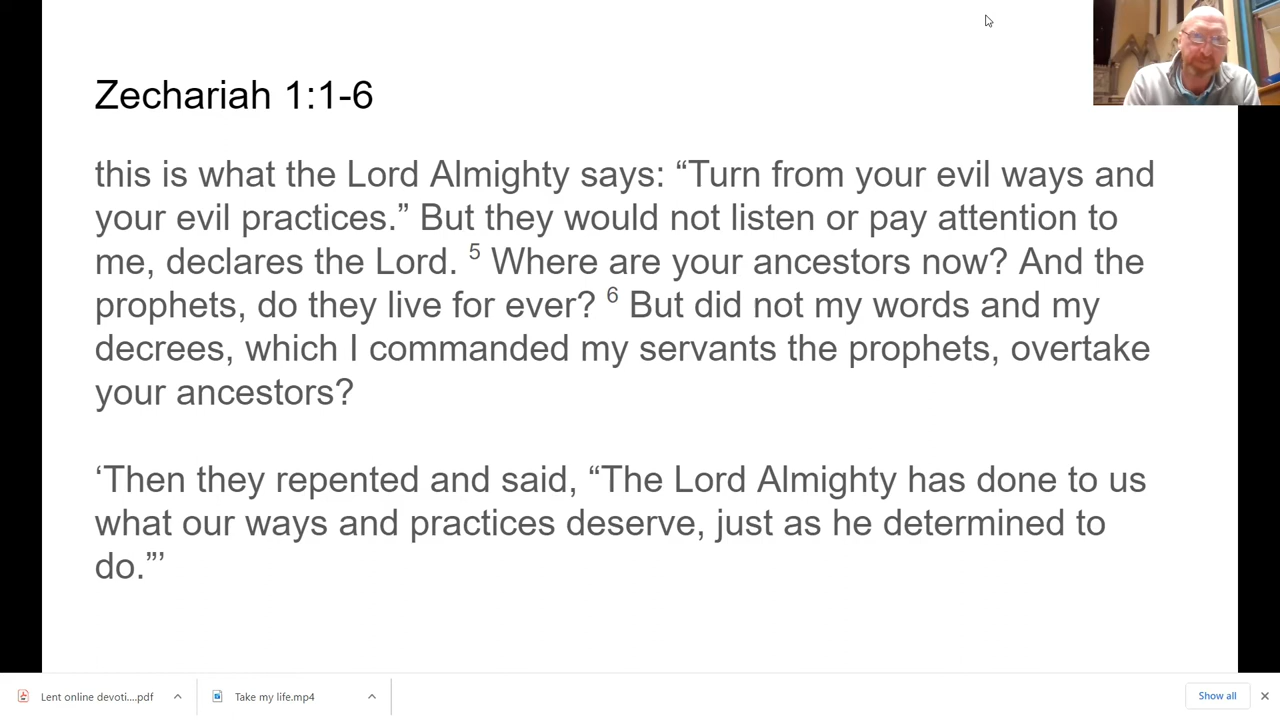 Zechariah 1:1-6
this is what the Lord Almighty says: “Turn from your evil ways and
your evil practices.” But they would not listen or pay attention to
me, declares the Lord. 5 Where are your ancestors now? And the
prophets, do they live for ever? 6 But did not my words and my
decrees, which I commanded my servants the prophets, overtake
your ancestors?
‘Then they repented and said, “The Lord Almighty has done to us
what our ways and practices deserve, just as he determined to
do.”’
Lent online devoti....pdf
Take my life.mp4
Show all